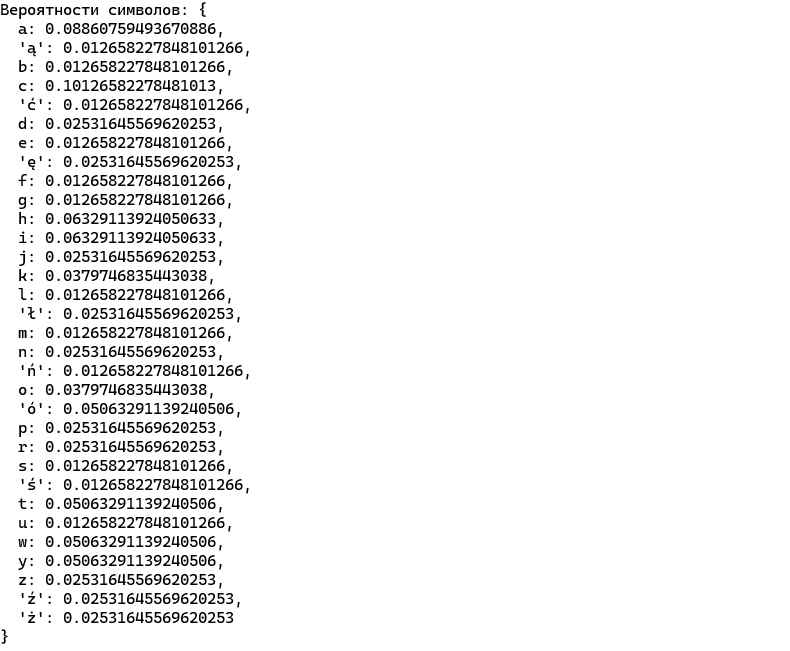 Вероятности символов: {
  a: 0.08860759493670886,
  'ą': 0.012658227848101266,
  b: 0.012658227848101266,
  c: 0.10126582278481013,
  'ć': 0.012658227848101266,
  d: 0.02531645569620253,
  e: 0.012658227848101266,
  'ę': 0.02531645569620253,
  f: 0.012658227848101266,
  g: 0.012658227848101266,
  h: 0.06329113924050633,
  i: 0.06329113924050633,
  j: 0.02531645569620253,
  k: 0.0379746835443038,
  l: 0.012658227848101266,
  'ł': 0.02531645569620253,
  m: 0.012658227848101266,
  n: 0.02531645569620253,
  'ń': 0.012658227848101266,
  o: 0.0379746835443038,
  'ó': 0.05063291139240506,
  p: 0.02531645569620253,
  r: 0.02531645569620253,
  s: 0.012658227848101266,
  'ś': 0.012658227848101266,
  t: 0.05063291139240506,
  u: 0.012658227848101266,
  w: 0.05063291139240506,
  y: 0.05063291139240506,
  z: 0.02531645569620253,
  'ź': 0.02531645569620253,
  'ż': 0.02531645569620253
}